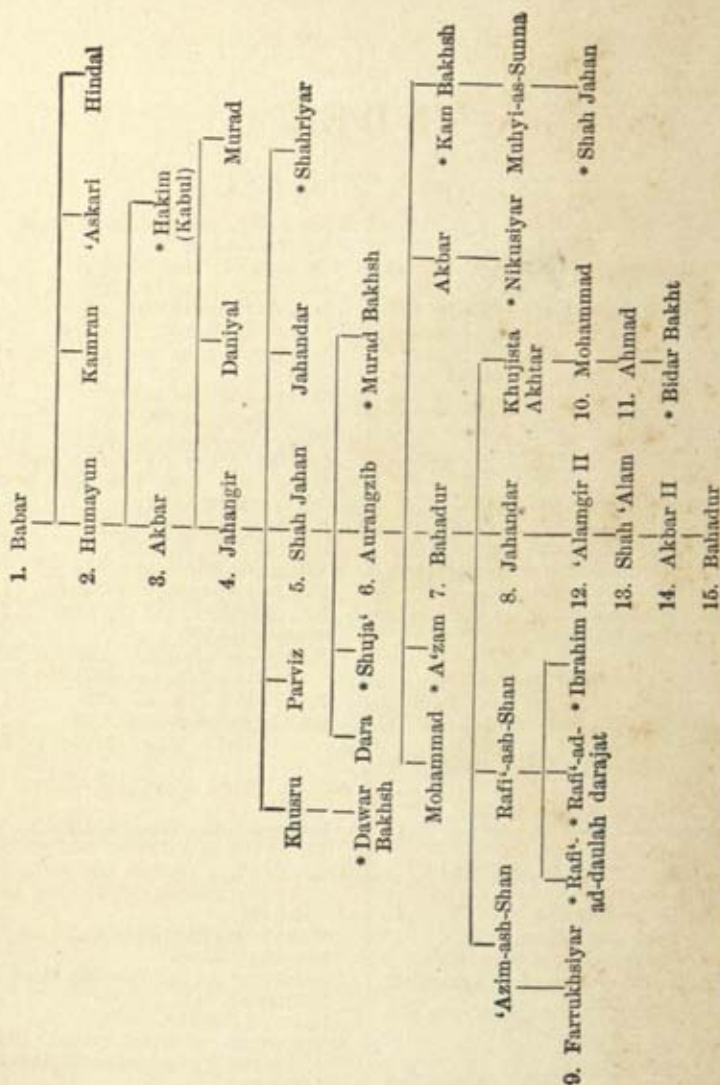 1. Babar
2. Humayun Kamran ‘Askari Hindal
3. Akbar • Hakim
(Kabul)
4. Jahangir Daniyal Murad
Khusru Parviz 5. Shah Jahan Jahandar • Shahriyar
• Dawar Dara • Shuja‘ 6. Aurangzib • Murad Bakhsh
Bakhsh
Mohammad • A‘zam 7. Bahadur Akbar • Kam Bakhsh
‘Azim-ash-Shan Rafi‘-ash-Shan 8. Jahandar Khujista • Nikusiyar Muhyi-as-Sunna
Akhtar
9. Farrukhsiyar • Rafi‘- • Rafi‘-ad- • Ibrahim 12. ‘Alamgir II 10. Mohammad • Shah Jahan
ad-daulah darajat
13. Shah ‘Alam 11. Ahmad
14. Akbar II • Bidar Bakht
15. Bahadur